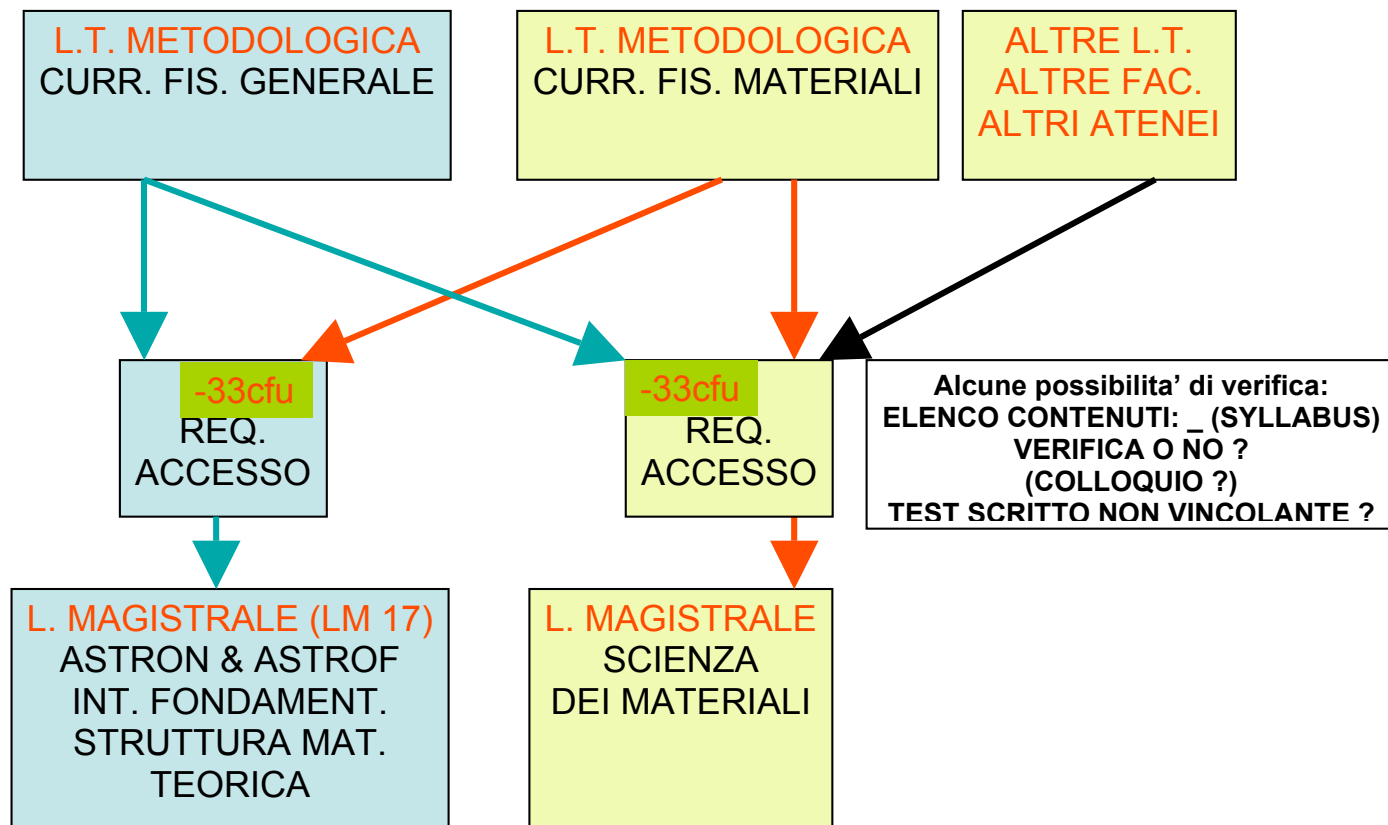 L.T. METODOLOGICA
CURR. FIS. GENERALE
L.T. METODOLOGICA
CURR. FIS. MATERIALI
ALTRE L.T.
ALTRE FAC.
ALTRI ATENEI
-33cfu
REQ.
ACCESSO
-33cfu
REQ.
ACCESSO
Alcune possibilita’ di verifica:
ELENCO CONTENUTI: _ (SYLLABUS)
VERIFICA O NO ?
(COLLOQUIO ?)
TEST SCRITTO NON VINCOLANTE ?
L. MAGISTRALE (LM 17)
ASTRON & ASTROF
INT. FONDAMENT.
STRUTTURA MAT.
TEORICA
L. MAGISTRALE
SCIENZA
DEI MATERIALI